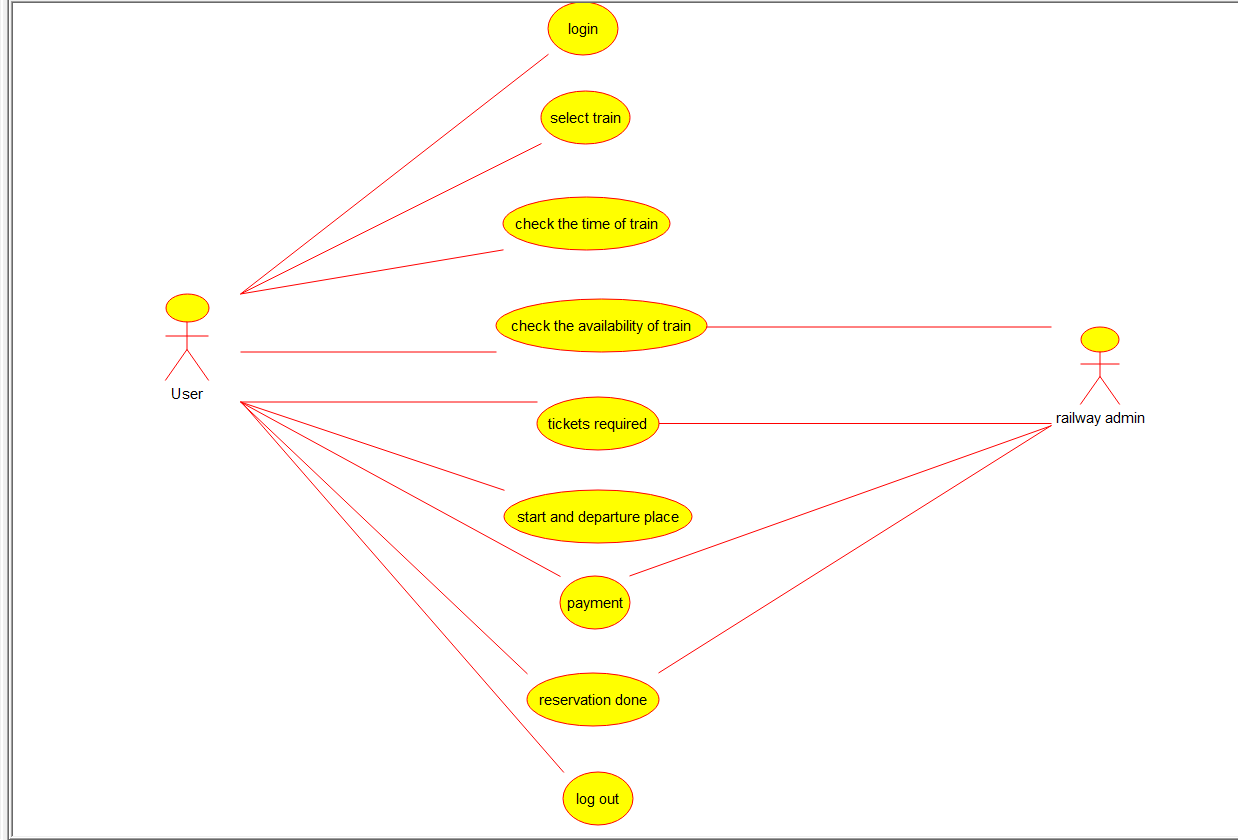 login
select train
check the time of train
check the availability of train
User
railway admin
tickets required
start and departure place
payment
reservation done
log out